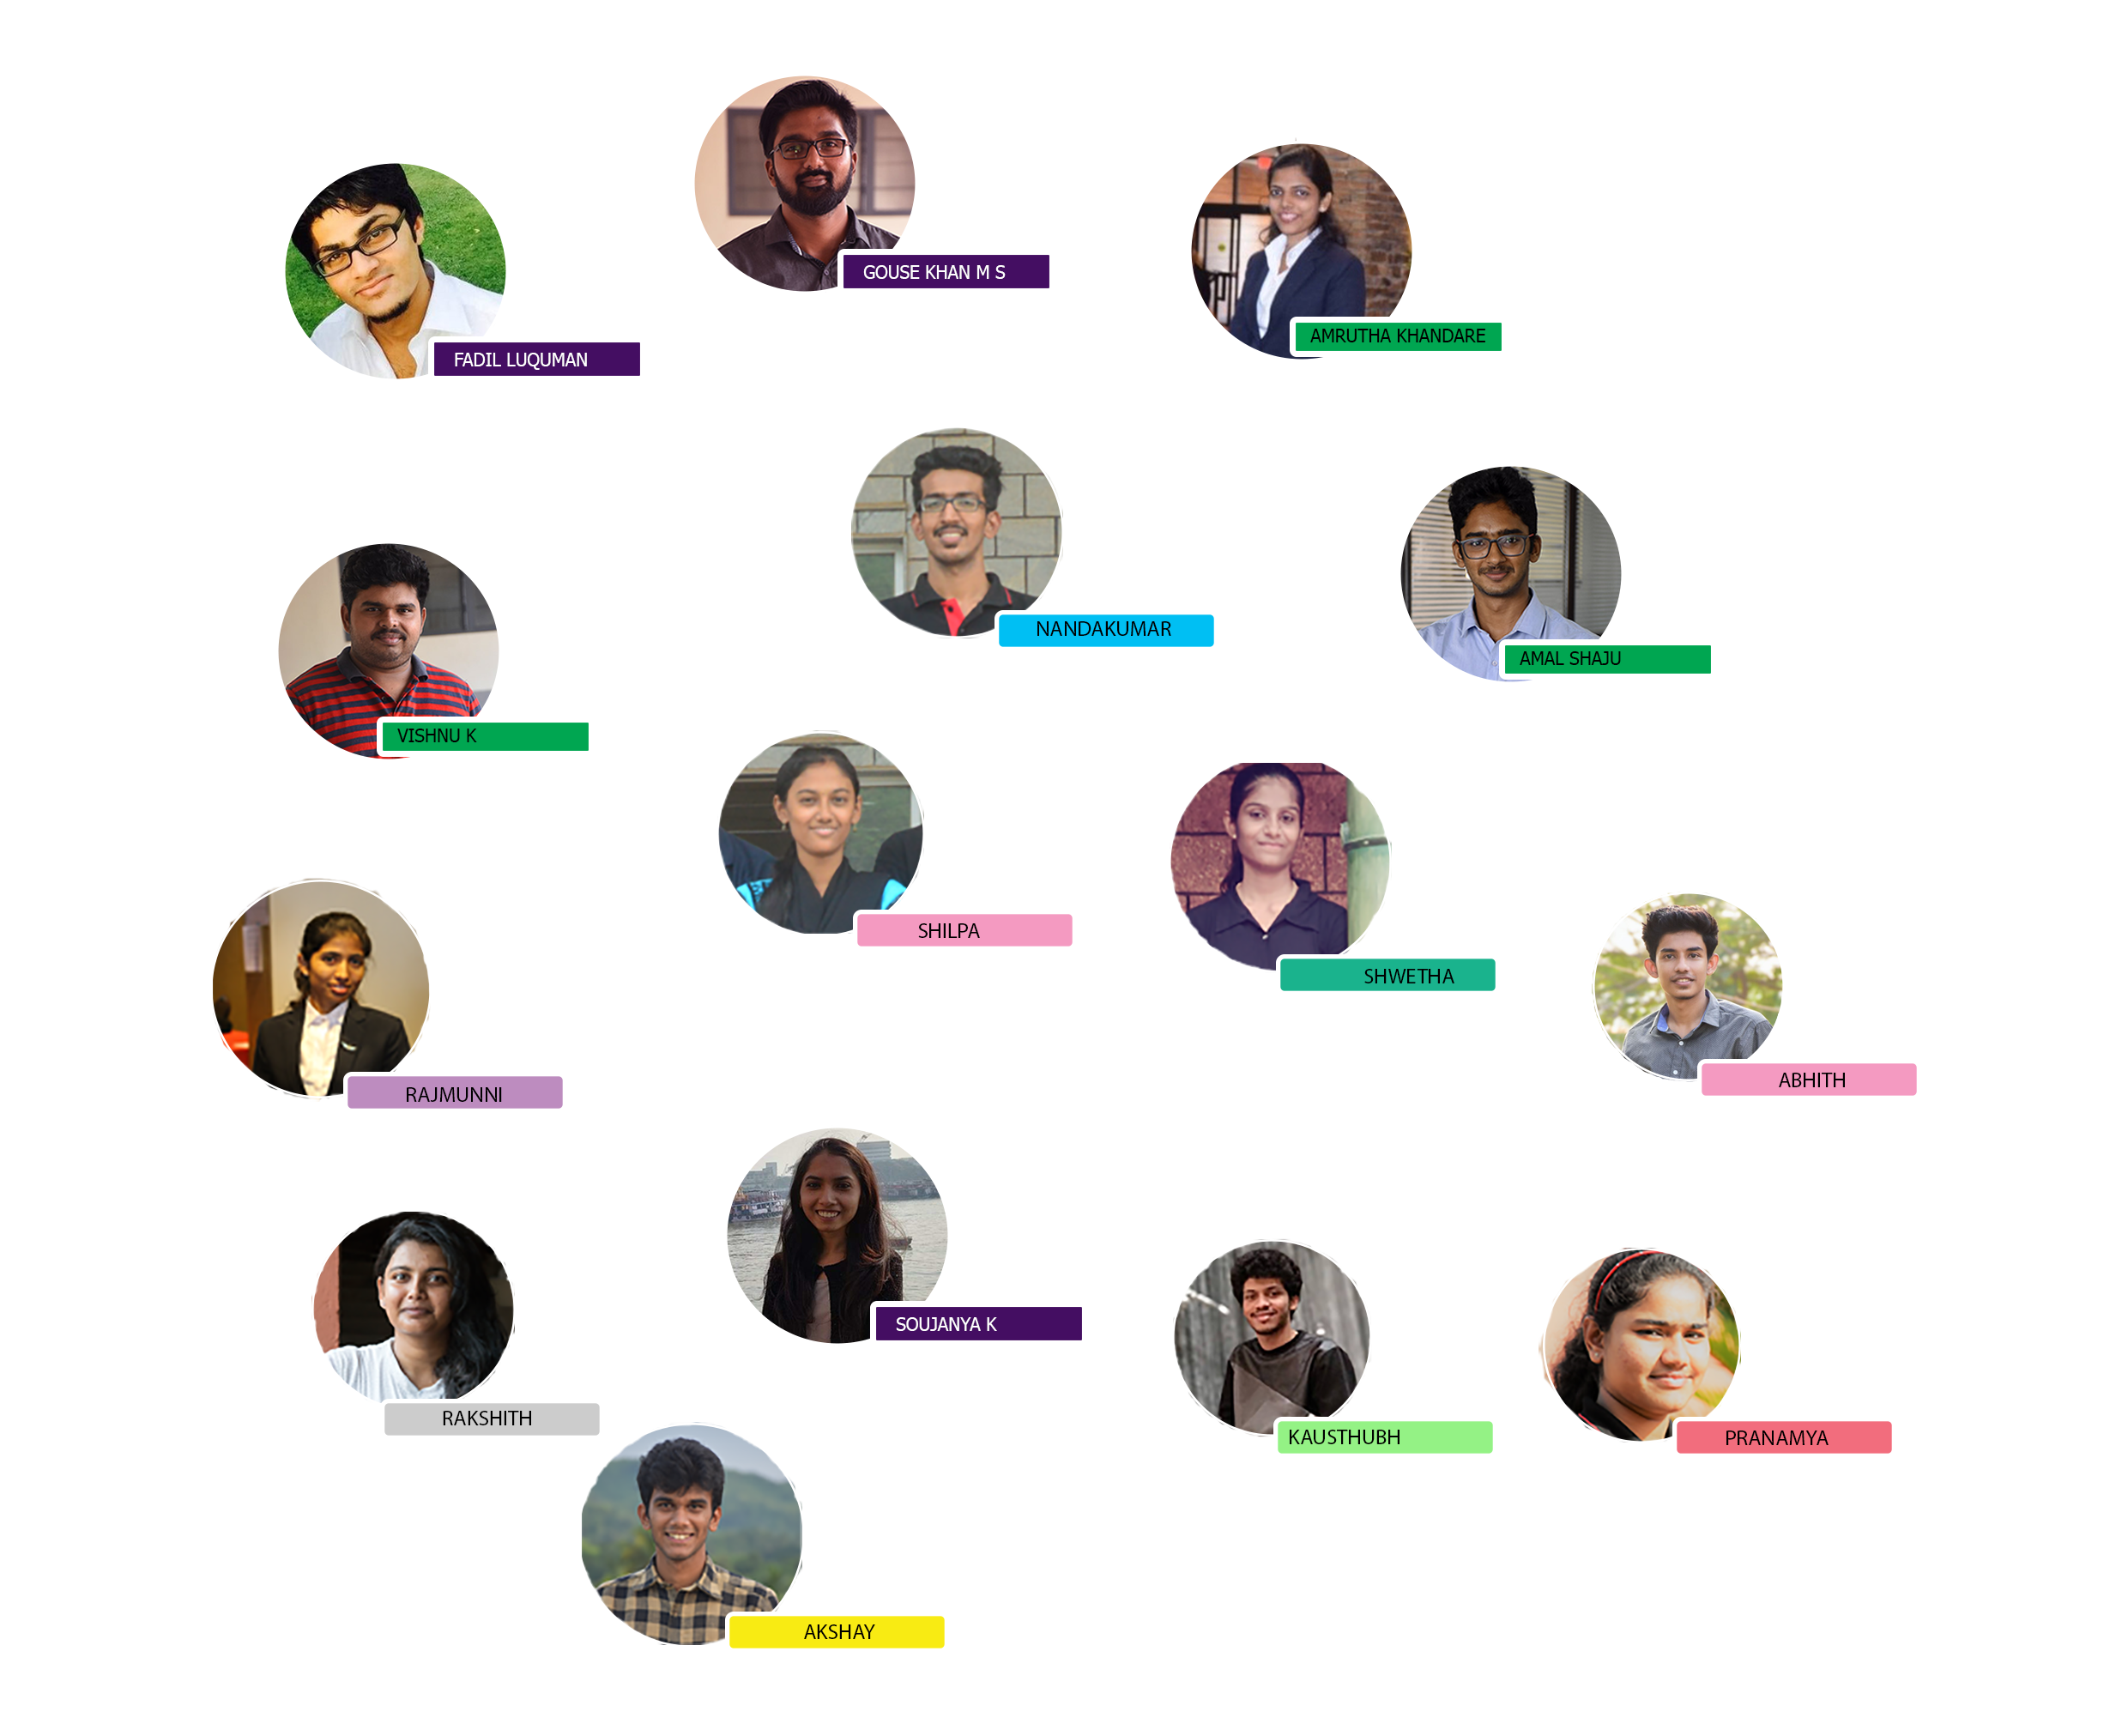 GOUSE KHAN M S
AMRUTHA KHANDARE
FADIL LUQUMAN
NANDAKUMAR
AMAL SHAJU
VISHNU K
SHILPA
SHWETHA
ABHITH
RAJMUNNI
SOUJANYA K
RAKSHITH
KAUSTHUBH
PRANAMYA
AKSHAY